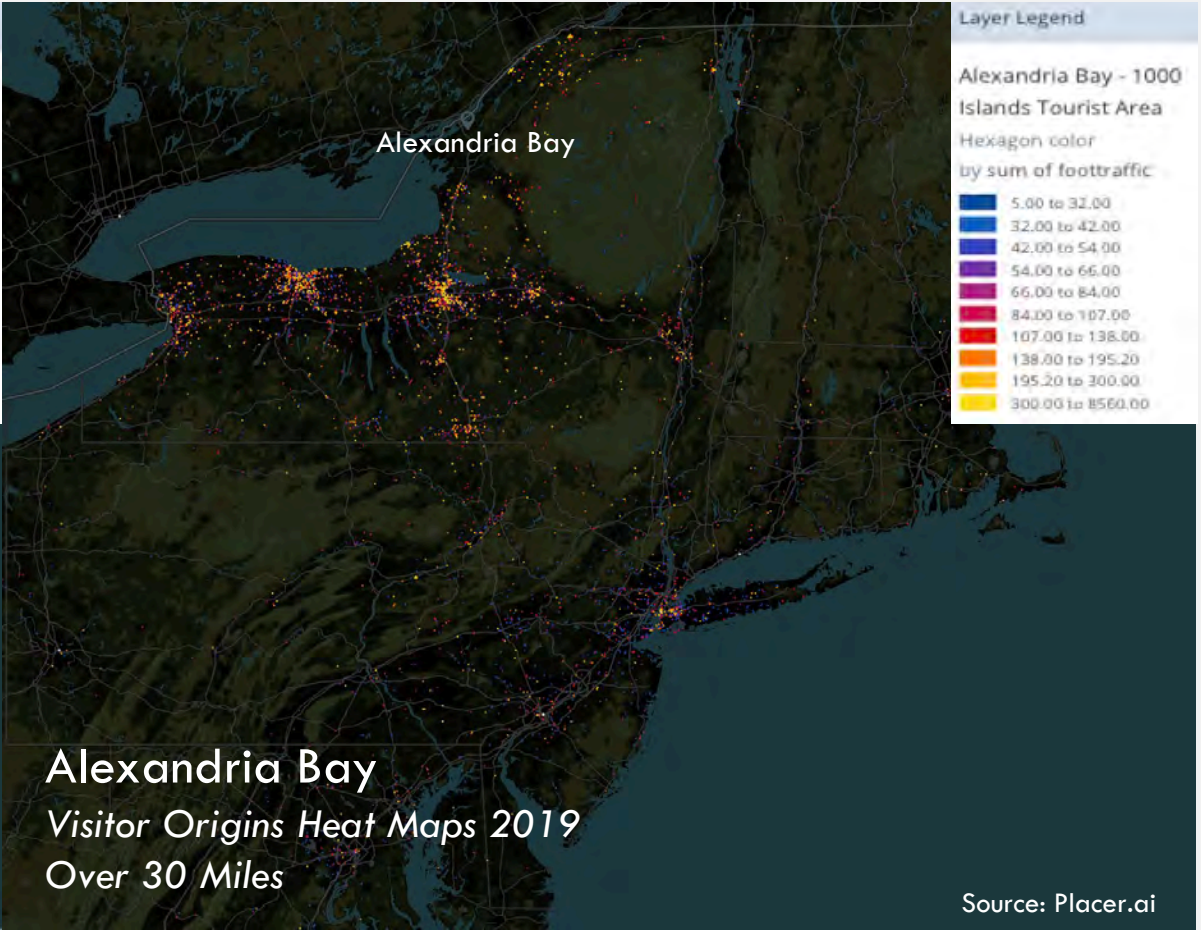 Layer Legend
Alexandria Bay - 1000
Islands Tourist Area
Hexagon color
by sum of foottraffic
5.00 to 32.00
32.00 to 42.00
42.00 to 54.00
54.00 to 66.00
66.00 to 84.00
84.00 to 107.00
107.00 to 138.00
138.00 to 195.20
195.20 to 300.00
300.00 to 8560.00
Alexandria Bay
Alexandria Bay
Visitor Origins Heat Maps 2019
Over 30 Miles
Source: Placer.ai